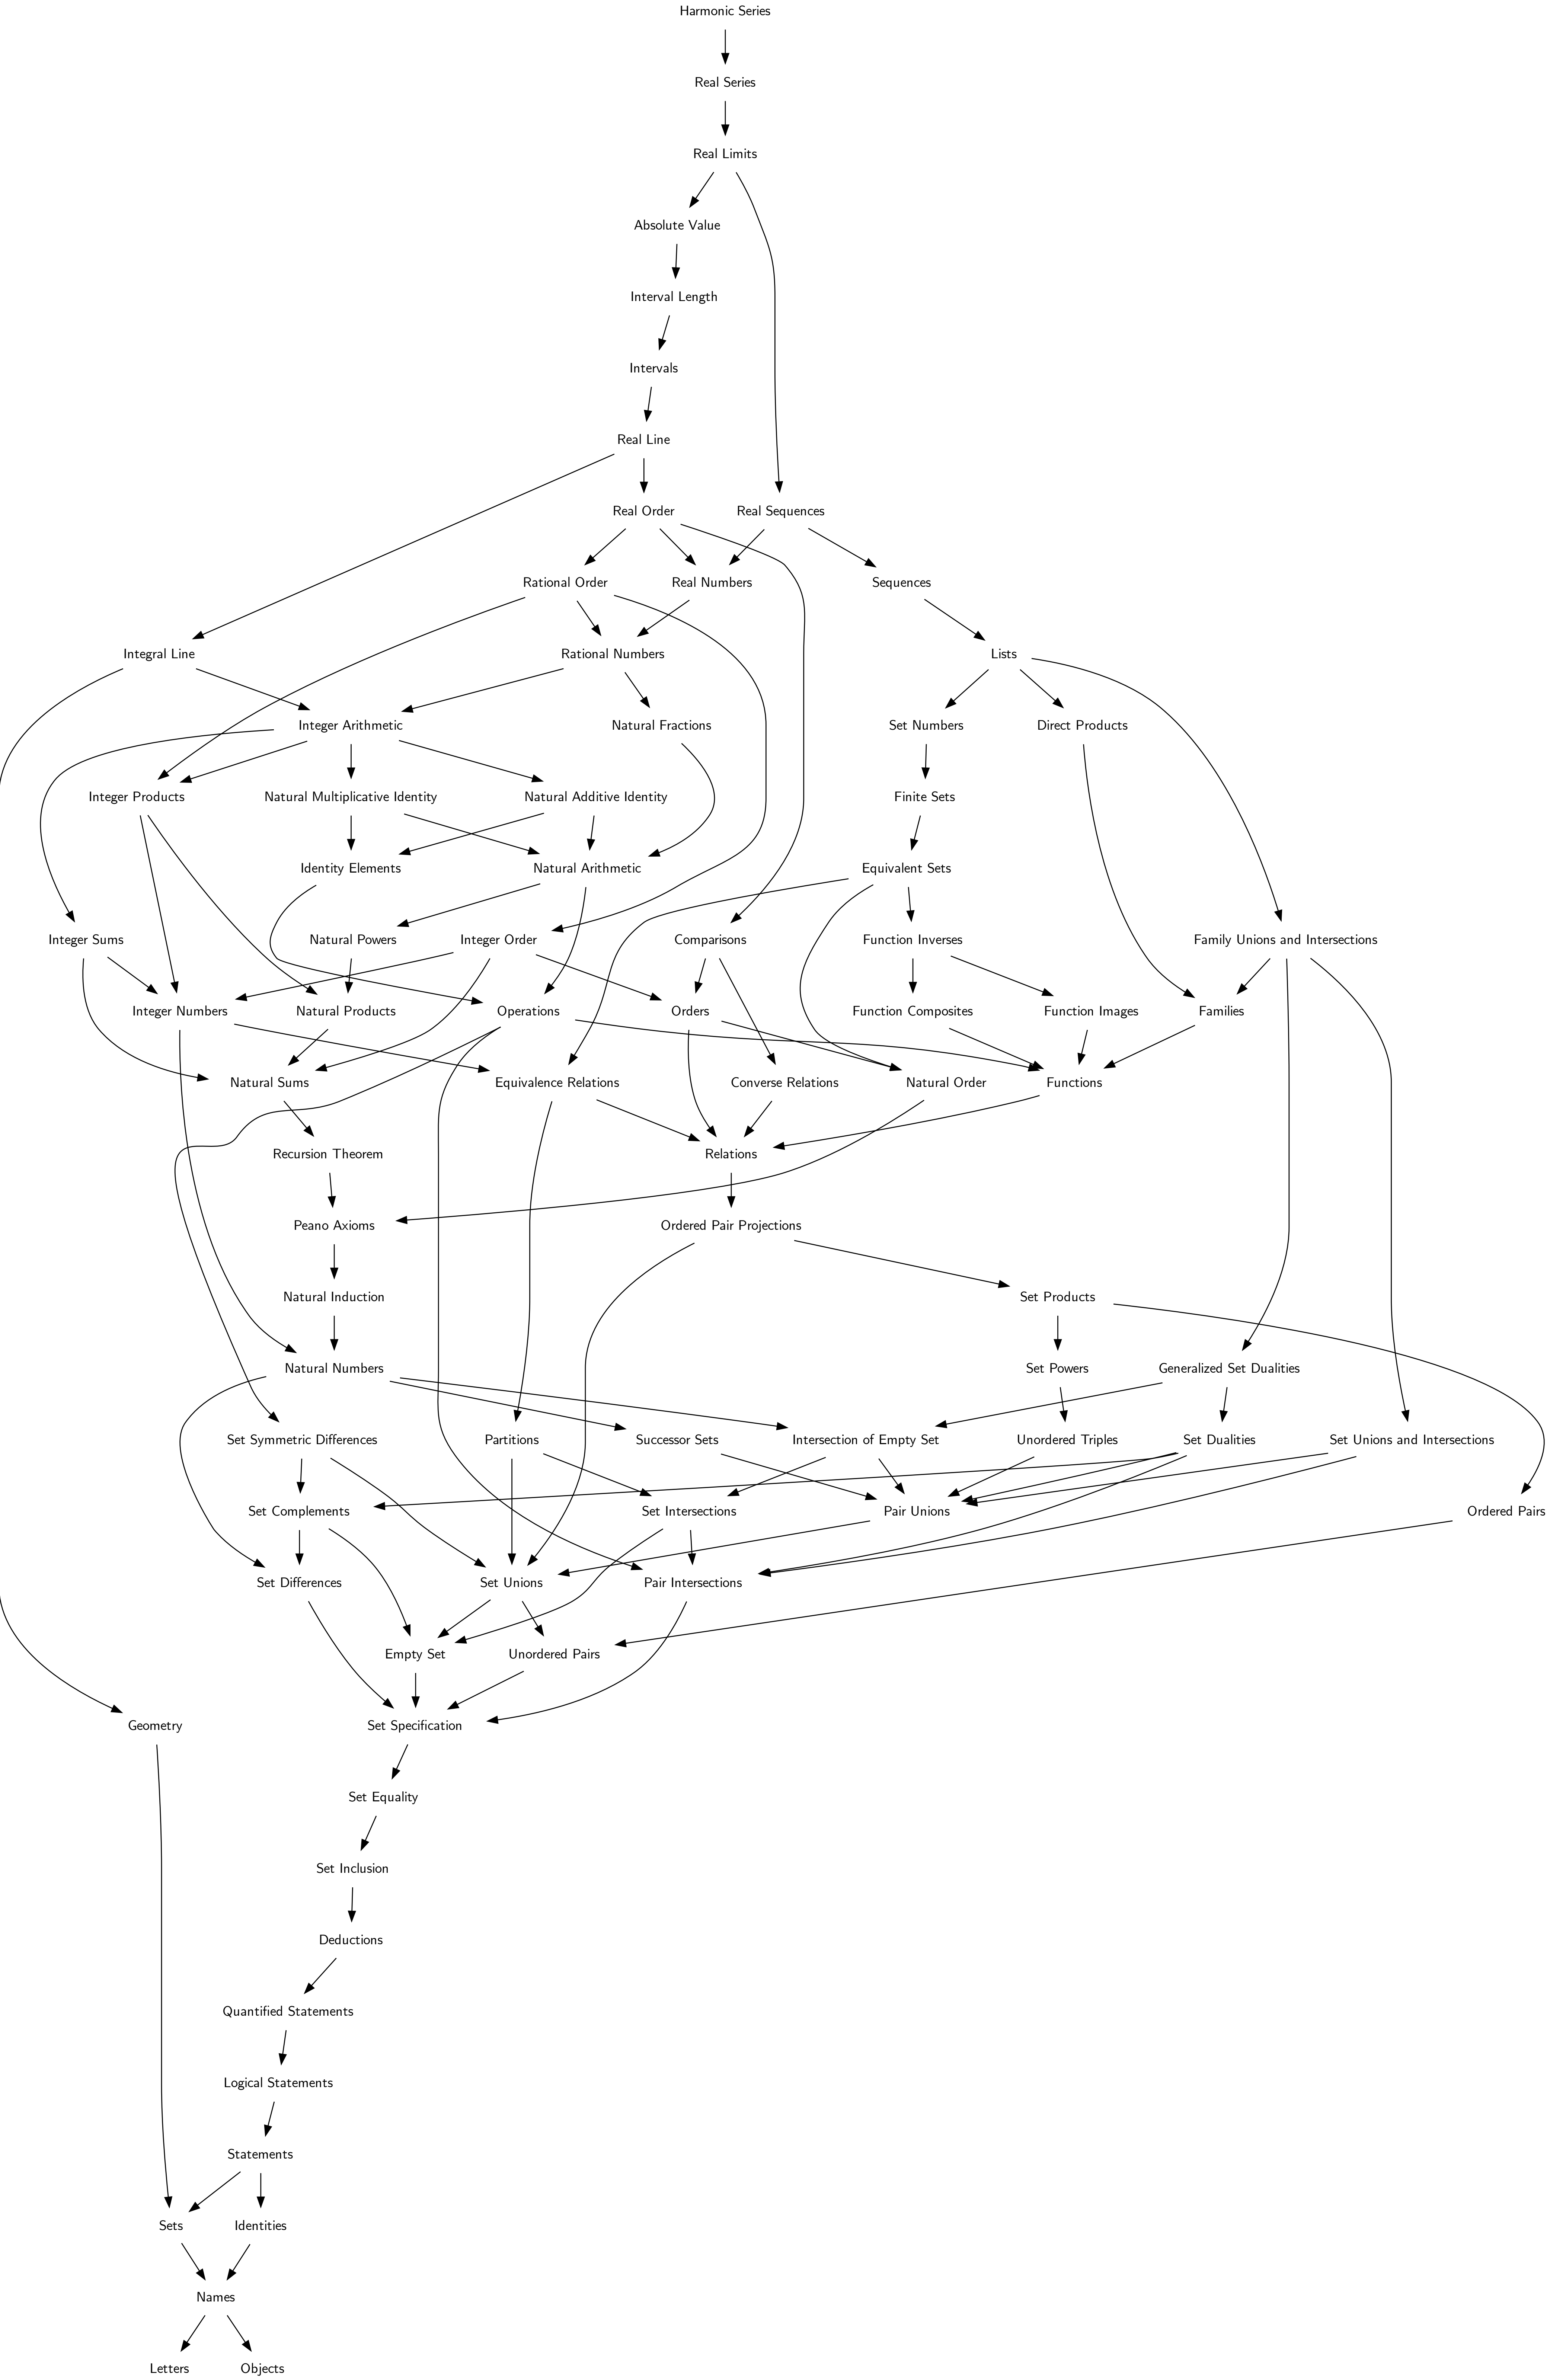 Harmonic Series
Real Series
Real Limits
Absolute Value
Interval Length
Intervals
Real Line
Real Order
Real Sequences
Rational Order
Real Numbers
Sequences
Integral Line
Rational Numbers
Lists
Integer Arithmetic
Natural Fractions
Set Numbers
Direct Products
Integer Products
Natural Multiplicative Identity
Natural Additive Identity
Finite Sets
Identity Elements
Natural Arithmetic
Equivalent Sets
Integer Sums
Natural Powers
Integer Order
Comparisons
Function Inverses
Family Unions and Intersections
Integer Numbers
Natural Products
Operations
Orders
Function Composites
Function Images
Families
Natural Sums
Equivalence Relations
Converse Relations
Natural Order
Functions
Recursion Theorem
Relations
Peano Axioms
Ordered Pair Projections
Natural Induction
Set Products
Natural Numbers
Set Powers
Generalized Set Dualities
Set Symmetric Differences
Partitions
Successor Sets
Intersection of Empty Set
Unordered Triples
Set Dualities
Set Unions and Intersections
Set Complements
Set Intersections
Pair Unions
Ordered Pairs
Set Differences
Set Unions
Pair Intersections
Empty Set
Unordered Pairs
Geometry
Set Specification
Set Equality
Set Inclusion
Deductions
Quantified Statements
Logical Statements
Statements
Sets
Identities
Names
Letters
Objects